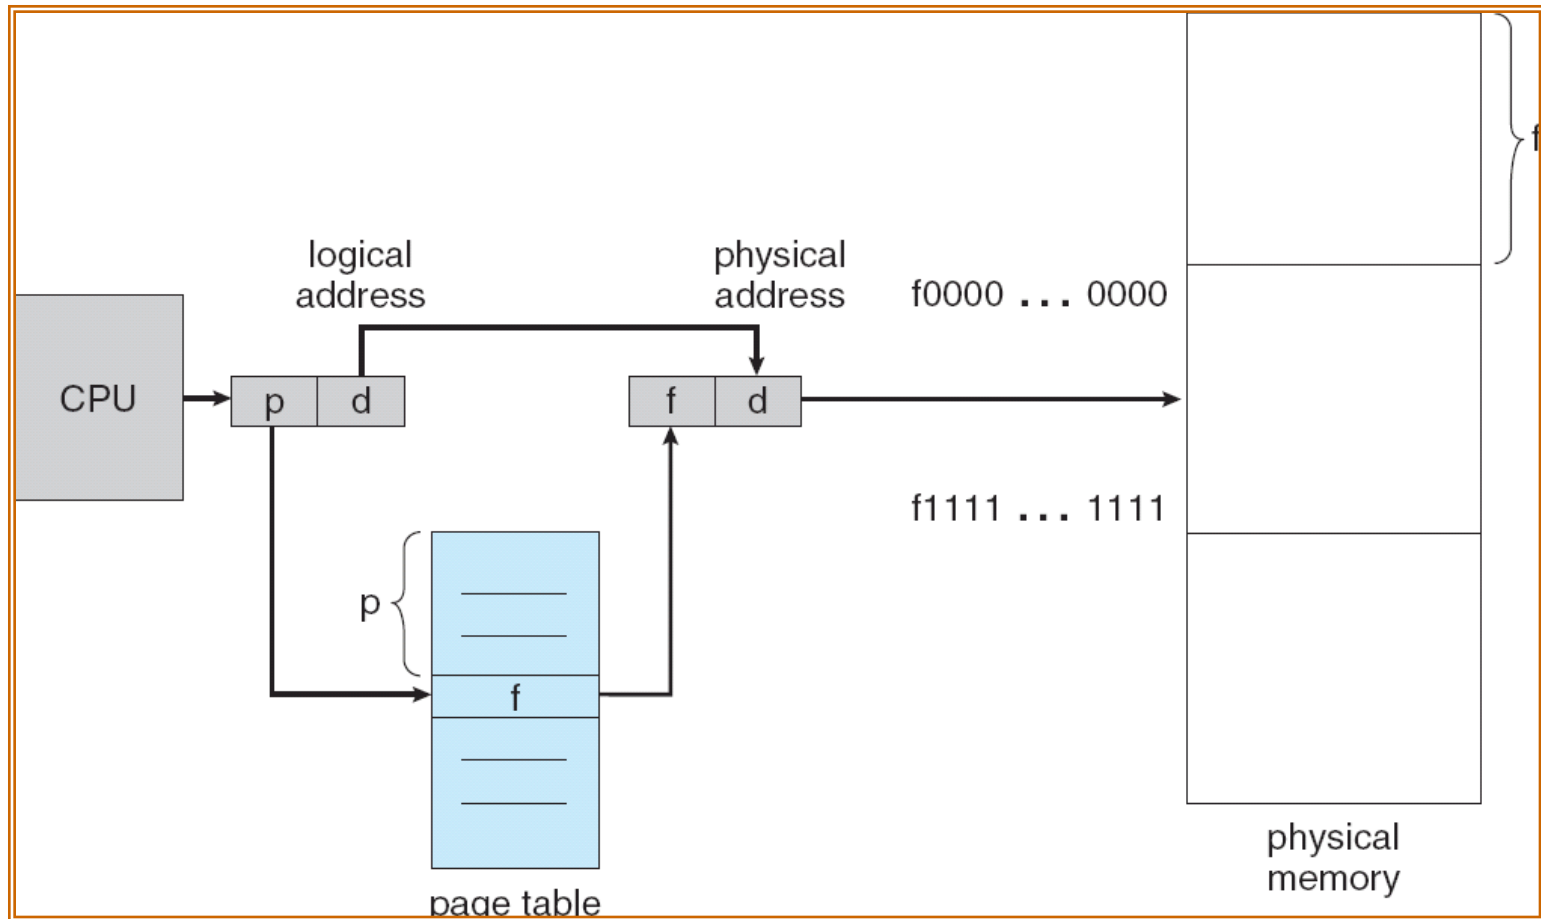 f
logical
address
physical
address
f0000 ... 0000
CPU
p d
f d
f1111 ... 1111
p
f
physical
memory
page table